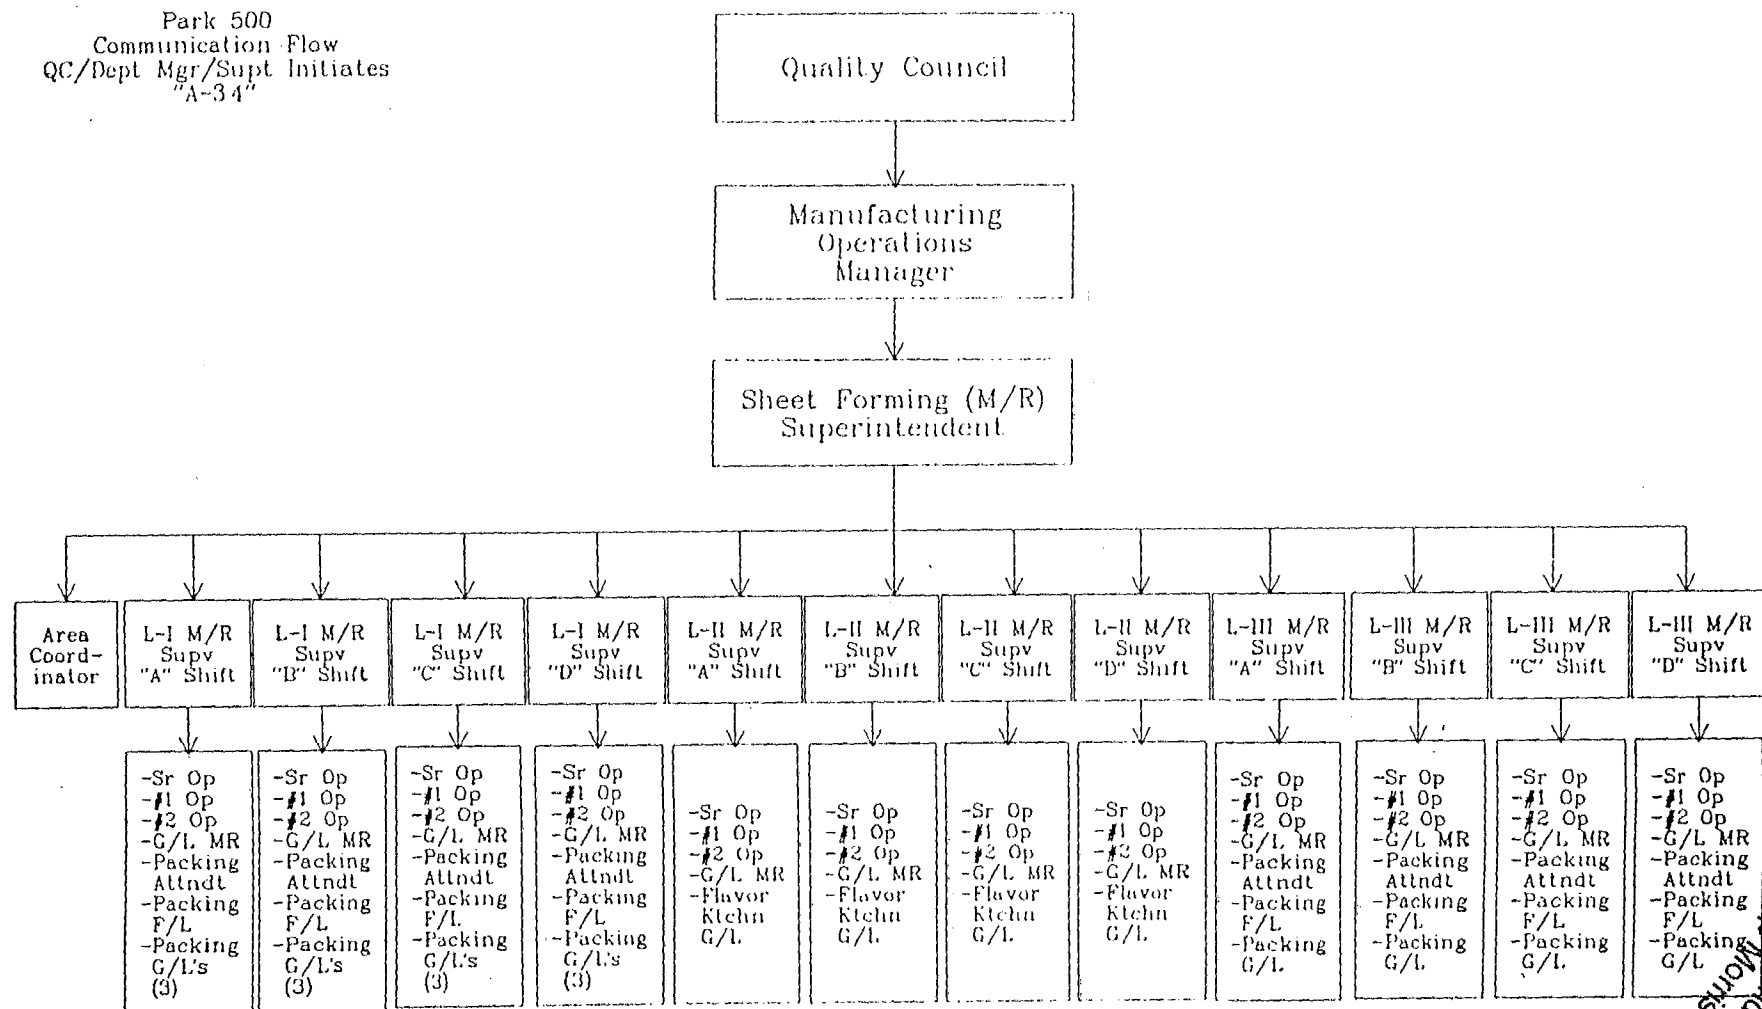 Park 500
Communication Flow
QC/Dept Mgr/Supt Initiates
"A-34"
Quality Council
Manufacturing
Operations
Manager
Sheet Forming (M/R)
Superintendent
Area
Coord-
inator
L-I M/R
Supv
"A" Shift
L-I M/R
Supv
"B" Shift
L-I M/R
Supv
"C" Shift
L-I M/R
Supv
"D" Shift
L-II M/R
Supv
"A" Shift
L-II M/R
Supv
"B" Shift
L-II M/R
Supv
"C" Shift
L-II M/R
Supv
"D" Shift
L-III M/R
Supv
"A" Shift
L-III M/R
Supv
"B" Shift
L-III M/R
Supv
"C" Shift
L-III M/R
Supv
"D" Shift
-Sr Op
-#1 Op
-#2 Op
-G/L MR
-Packing
Attndt
-Packing
F/L
-Packing
G/L's
(3)
-Sr Op
-#1 Op
-#2 Op
-G/L MR
-Packing
Attndt
-Packing
F/L
-Packing
G/L's
(3)
-Sr Op
-#1 Op
-#2 Op
-G/L MR
-Packing
Attndt
-Packing
F/L
-Packing
G/L's
(3)
-Sr Op
-#1 Op
-#2 Op
-G/L MR
-Packing
Attndt
-Packing
F/L
-Packing
G/L's
(3)
-Sr Op
-#1 Op
-#2 Op
-G/L MR
-Flavor
Ktchn
G/L
-Sr Op
-#1 Op
-#2 Op
-G/L MR
-Flavor
Ktchn
G/L
-Sr Op
-#1 Op
-#2 Op
-G/L MR
-Flavor
Ktchn
G/L
-Sr Op
-#1 Op
-#2 Op
-G/L MR
-Flavor
Ktchn
G/L
-Sr Op
-#1 Op
-#2 Op
-G/L MR
-Packing
Attndt
-Packing
F/L
-Packing
G/L
-Sr Op
-#1 Op
-#2 Op
-G/L MR
-Packing
Attndt
-Packing
F/L
-Packing
G/L
-Sr Op
-#1 Op
-#2 Op
-G/L MR
-Packing
Attndt
-Packing
F/L
-Packing
G/L
-Sr Op
-#1 Op
-#2 Op
-G/L MR
-Packing
Attndt
-Packing
F/L
-Packing
G/L
Morris